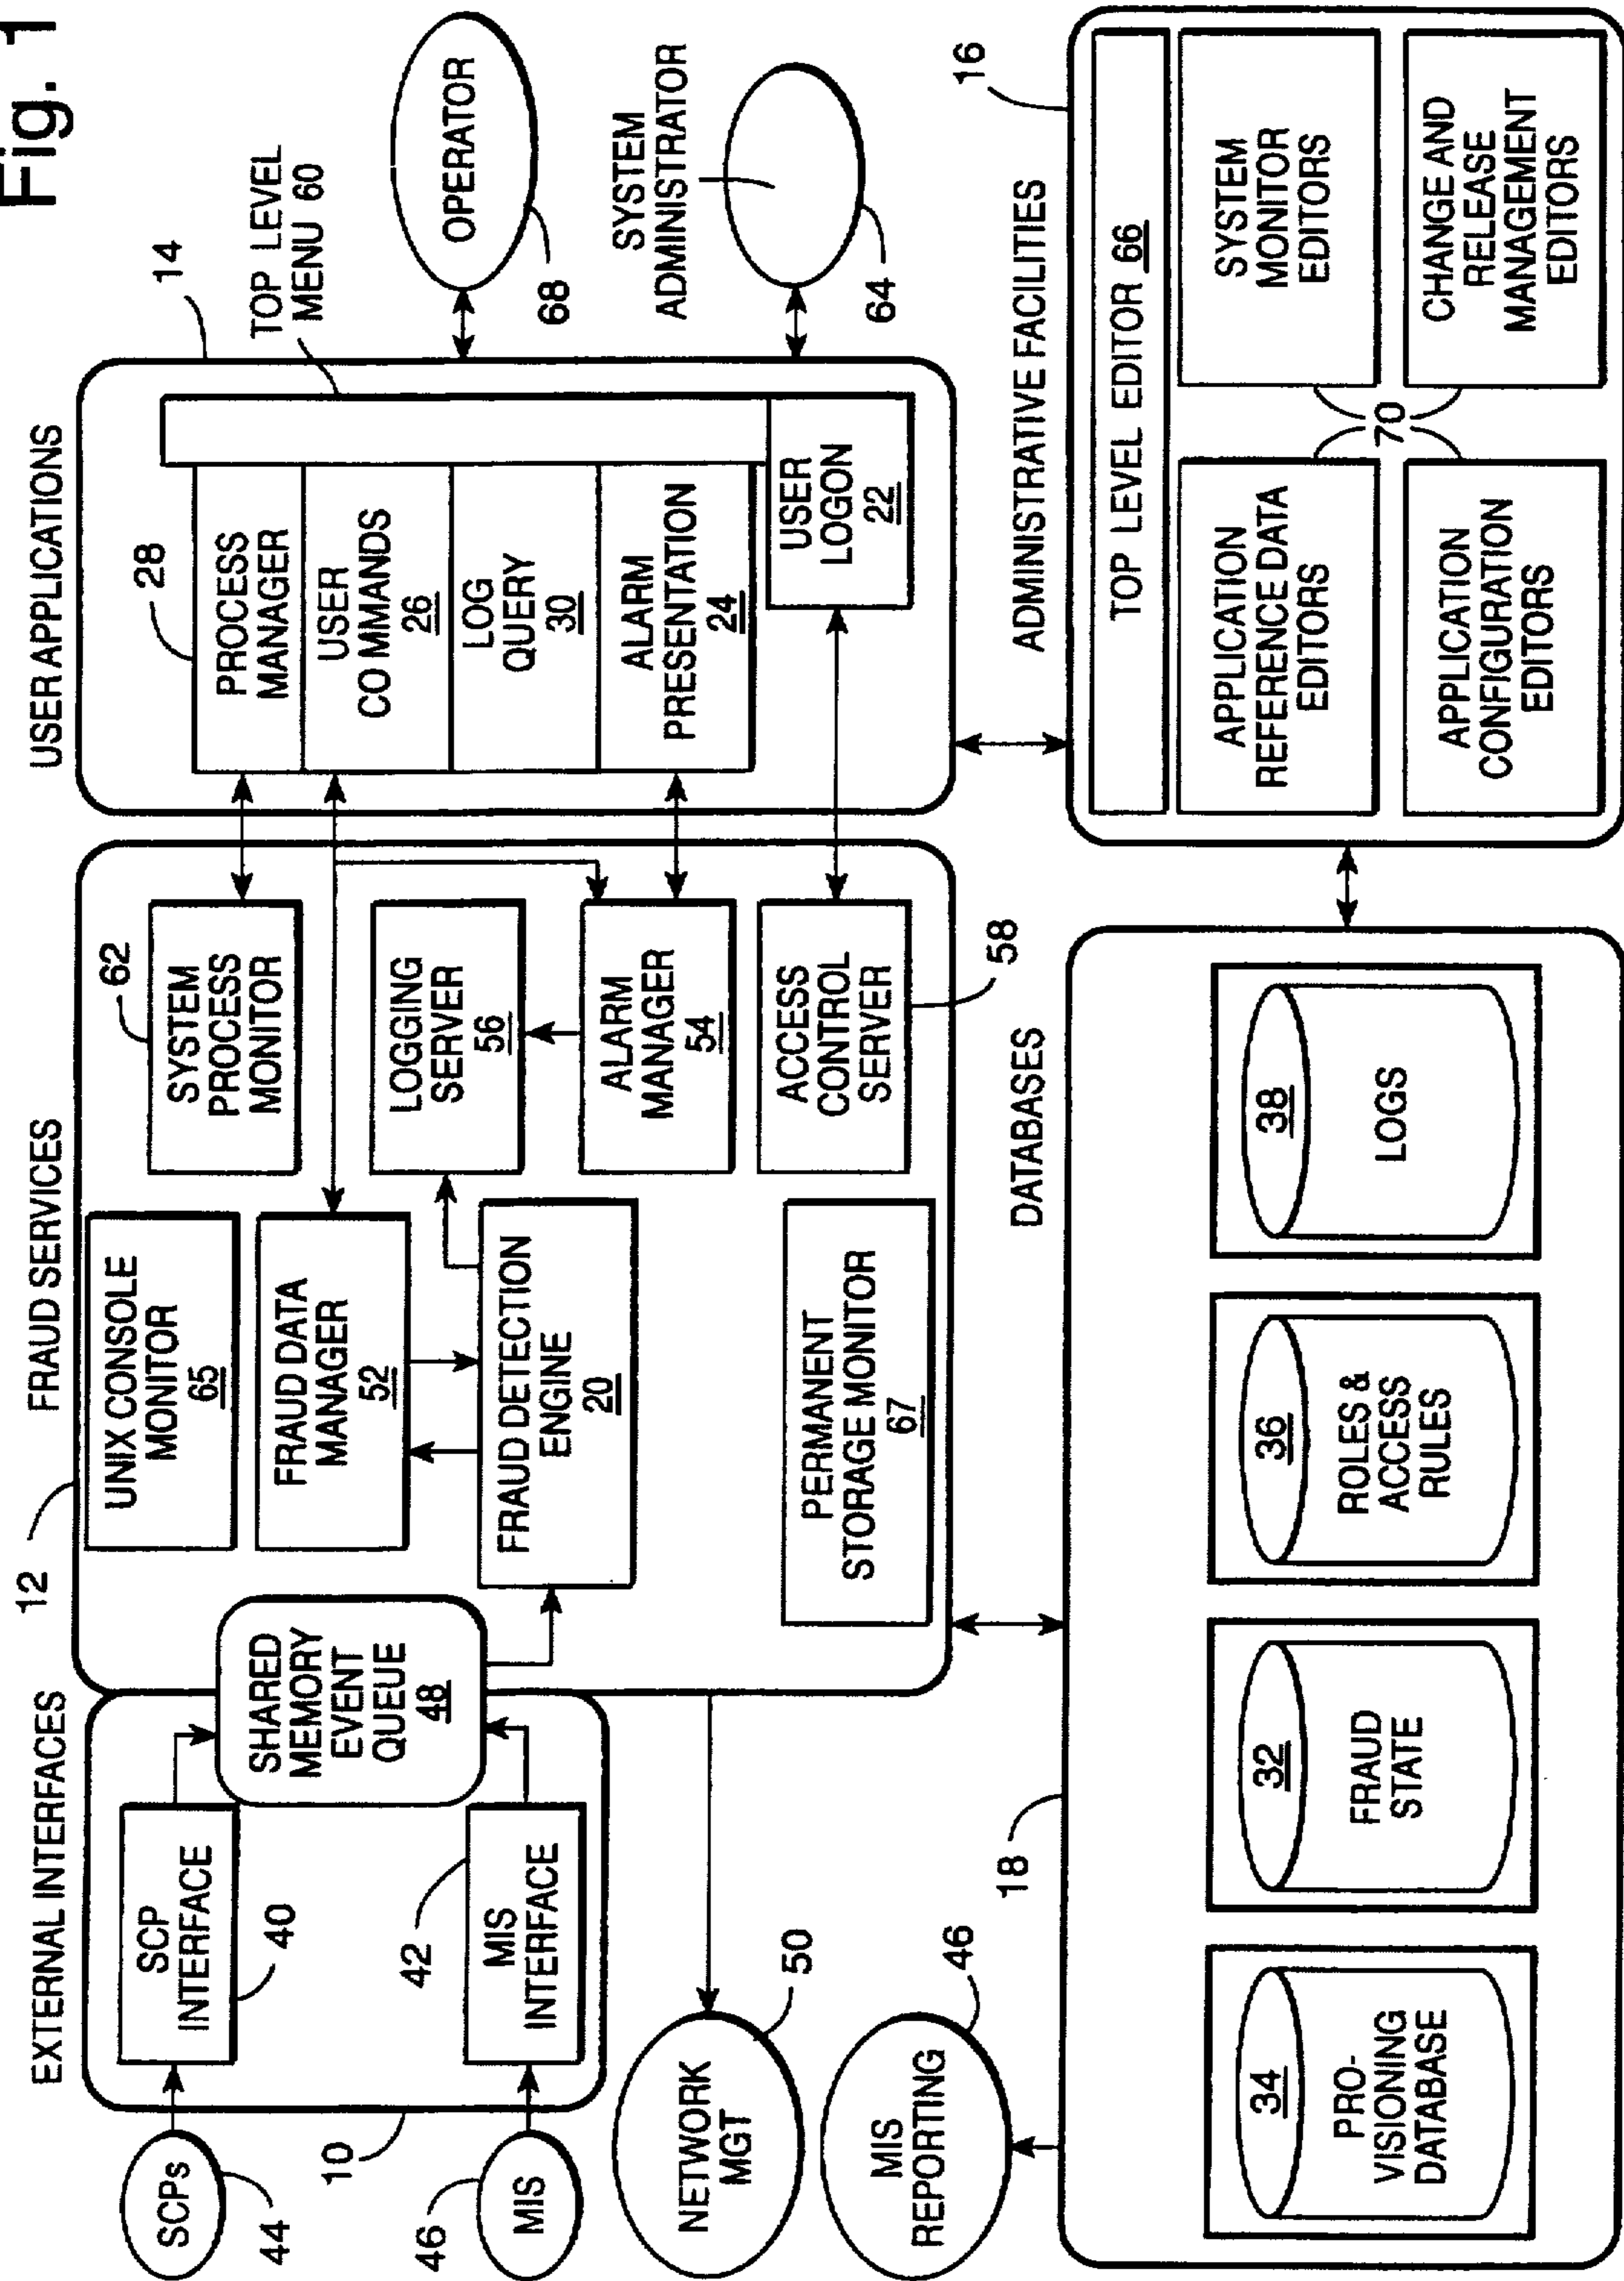 Fig. 1
EXTERNAL INTERFACES
12
FRAUD SERVICES
USER APPLICATIONS
14
SCPs
44
SCP
INTERFACE
40
10
46
MIS
42
MIS
INTERFACE
SHARED
MEMORY
EVENT
QUEUE
48
UNIX CONSOLE
MONITOR
65
FRAUD DATA
MANAGER
52
FRAUD DETECTION
ENGINE
20
PERMANENT
STORAGE MONITOR
67
62
SYSTEM
PROCESS
MONITOR
LOGGING
SERVER
56
ALARM
MANAGER
54
ACCESS
CONTROL
SERVER
58
28
PROCESS
MANAGER
USER
CO MMANDS
26
LOG
QUERY
30
ALARM
PRESENTATION
24
USER
LOGON
22
TOP LEVEL
MENU 60
OPERATOR
68
SYSTEM
ADMINISTRATOR
64
NETWORK
MGT
50
MIS
REPORTING
46
18
DATABASES
34
PRO-
VISIONING
DATABASE
32
FRAUD
STATE
36
ROLES &
ACCESS
RULES
38
LOGS
ADMINISTRATIVE FACILITIES
16
TOP LEVEL EDITOR 66
APPLICATION
REFERENCE DATA
EDITORS
SYSTEM
MONITOR
EDITORS
70
APPLICATION
CONFIGURATION
EDITORS
CHANGE AND
RELEASE
MANAGEMENT
EDITORS